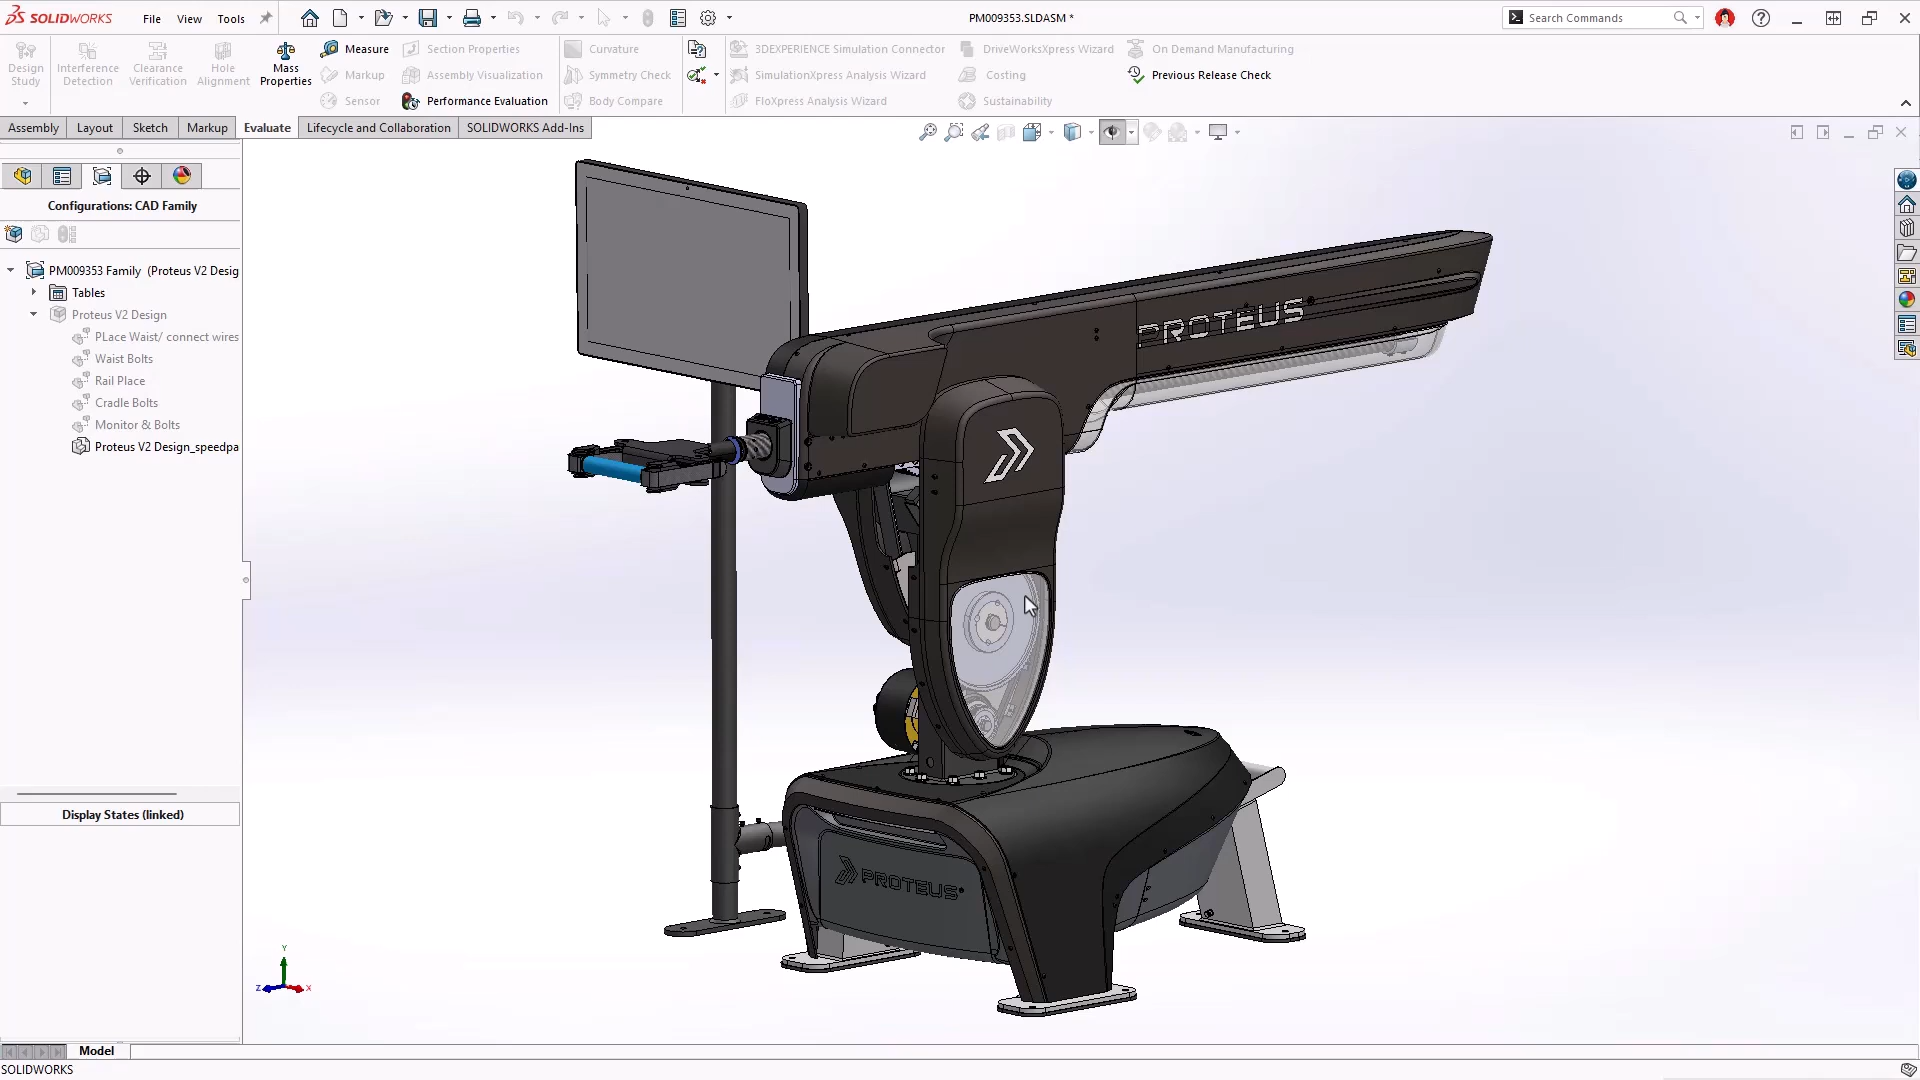 SOLIDWORKS File View Tools PM009353.SLDASM * Search Commands
Design Study
Interference Detection
Clearance Verification
Hole Alignment
Mass Properties
Measure
Markup
Sensor
Section Properties
Assembly Visualization
Performance Evaluation
Curvature
Symmetry Check
Body Compare
3DEXPERIENCE Simulation Connector
SimulationXpress Analysis Wizard
FloXpress Analysis Wizard
DriveWorksXpress Wizard
Costing
Sustainability
On Demand Manufacturing
Previous Release Check
Assembly Layout Sketch Markup Evaluate Lifecycle and Collaboration SOLIDWORKS Add-Ins
Configurations: CAD Family
PM009353 Family (Proteus V2 Desig
Tables
Proteus V2 Design
PLace Waist/ connect wires
Waist Bolts
Rail Place
Cradle Bolts
Monitor & Bolts
Proteus V2 Design_speedpa
Display States (linked)
PROTEUS
PROTEUS
Y
Z X
Model
SOLIDWORKS